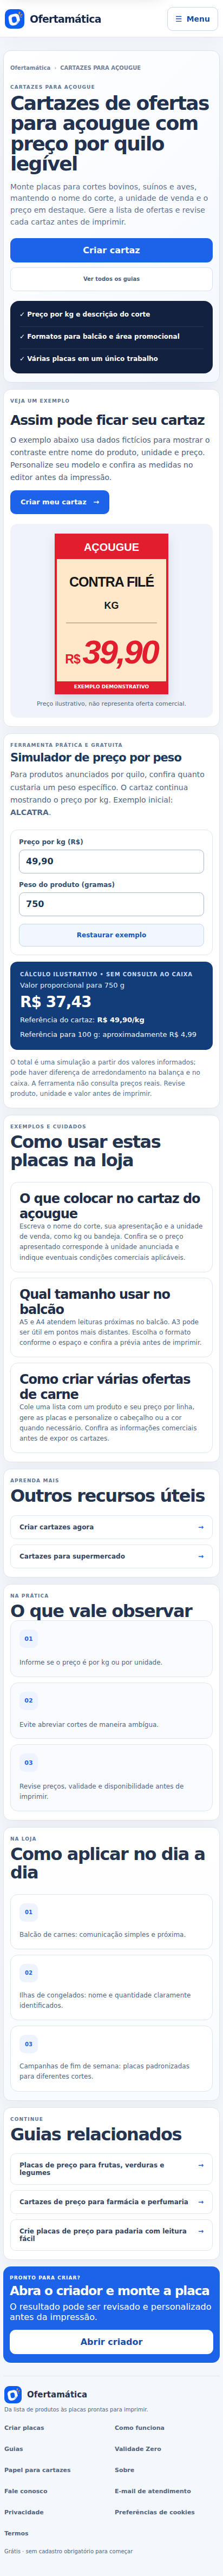 Ofertamática
☰ Menu
Ofertamática › CARTAZES PARA AÇOUGUE
CARTAZES PARA AÇOUGUE
Cartazes de ofertas
para açougue com
preço por quilo
legível
Monte placas para cortes bovinos, suínos e aves,
mantendo o nome do corte, a unidade de venda e o
preço em destaque. Gere a lista de ofertas e revise
cada cartaz antes de imprimir.
Criar cartaz
Ver todos os guias
✓ Preço por kg e descrição do corte
✓ Formatos para balcão e área promocional
✓ Várias placas em um único trabalho
VEJA UM EXEMPLO
Assim pode ficar seu cartaz
O exemplo abaixo usa dados fictícios para mostrar o
contraste entre nome do produto, unidade e preço.
Personalize seu modelo e confira as medidas no
editor antes da impressão.
Criar meu cartaz →
AÇOUGUE
CONTRA FILÉ
KG
R$ 39,90
EXEMPLO DEMONSTRATIVO
Preço ilustrativo, não representa oferta comercial.
FERRAMENTA PRÁTICA E GRATUITA
Simulador de preço por peso
Para produtos anunciados por quilo, confira quanto
custaria um peso específico. O cartaz continua
mostrando o preço por kg. Exemplo inicial:
ALCATRA.
Preço por kg (R$)
49,90
Peso do produto (gramas)
750
Restaurar exemplo
CÁLCULO ILUSTRATIVO • SEM CONSULTA AO CAIXA
Valor proporcional para 750 g
R$ 37,43
Referência do cartaz: R$ 49,90/kg
Referência para 100 g: aproximadamente R$ 4,99
O total é uma simulação a partir dos valores informados;
pode haver diferença de arredondamento na balança e no
caixa. A ferramenta não consulta preços reais. Revise
produto, unidade e valor antes de imprimir.
EXEMPLOS E CUIDADOS
Como usar estas
placas na loja
O que colocar no cartaz do
açougue
Escreva o nome do corte, sua apresentação e a unidade
de venda, como kg ou bandeja. Confira se o preço
apresentado corresponde à unidade anunciada e
indique eventuais condições comerciais aplicáveis.
Qual tamanho usar no
balcão
A5 e A4 atendem leituras próximas no balcão. A3 pode
ser útil em pontos mais distantes. Escolha o formato
conforme o espaço e confira a prévia antes de imprimir.
Como criar várias ofertas
de carne
Cole uma lista com um produto e seu preço por linha,
gere as placas e personalize o cabeçalho ou a cor
quando necessário. Confira as informações comerciais
antes de expor os cartazes.
APRENDA MAIS
Outros recursos úteis
Criar cartazes agora →
Cartazes para supermercado →
NA PRÁTICA
O que vale observar
01
Informe se o preço é por kg ou por unidade.
02
Evite abreviar cortes de maneira ambígua.
03
Revise preços, validade e disponibilidade antes de
imprimir.
NA LOJA
Como aplicar no dia a
dia
01
Balcão de carnes: comunicação simples e próxima.
02
Ilhas de congelados: nome e quantidade claramente
identificados.
03
Campanhas de fim de semana: placas padronizadas
para diferentes cortes.
CONTINUE
Guias relacionados
Placas de preço para frutas, verduras e →
legumes
Cartazes de preço para farmácia e perfumaria →
Crie placas de preço para padaria com leitura →
fácil
PRONTO PARA CRIAR?
Abra o criador e monte a placa
O resultado pode ser revisado e personalizado
antes da impressão.
Abrir criador
Ofertamática
Da lista de produtos às placas prontas para imprimir.
Criar placas
Como funciona
Guias
Validade Zero
Papel para cartazes
Sobre
Fale conosco
E-mail de atendimento
Privacidade
Preferências de cookies
Termos
Grátis · sem cadastro obrigatório para começar